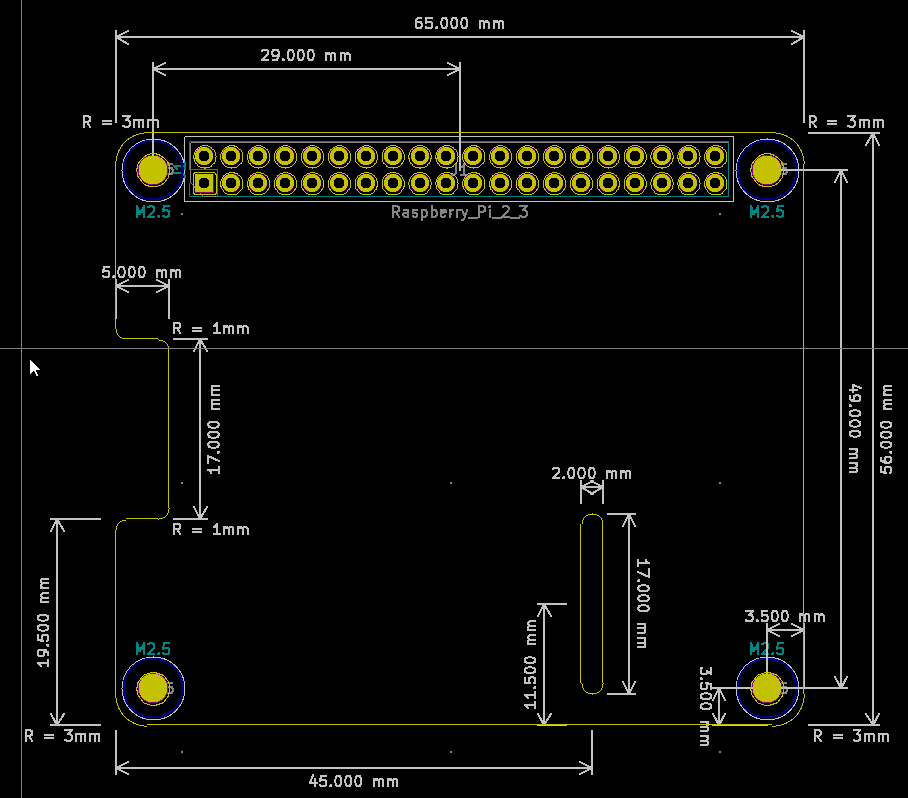 65.000 mm
29.000 mm
R = 3mm
R = 3mm
J1
M2.5
Raspberry_Pi_2_3
M2.5
5.000 mm
R = 1mm
17.000 mm
49.000 mm
56.000 mm
2.000 mm
R = 1mm
19.500 mm
17.000 mm
11.500 mm
3.500 mm
M2.5
M2.5
3.500 mm
R = 3mm
R = 3mm
45.000 mm